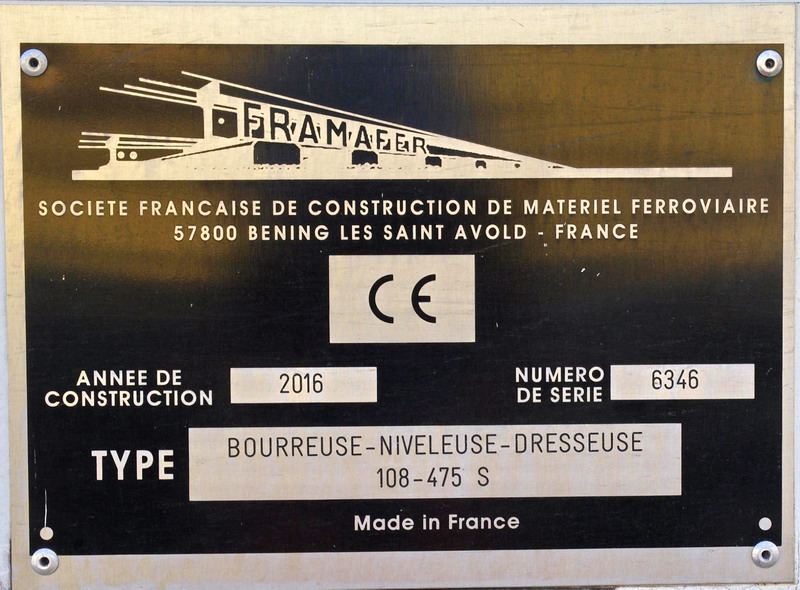 FRAMAFER
SOCIETE FRANCAISE DE CONSTRUCTION DE MATERIEL FERROVIAIRE
57800 BENING LES SAINT AVOLD - FRANCE
CE
ANNEE DE
CONSTRUCTION
2016
NUMERO
DE SERIE
6346
TYPE
BOURREUSE-NIVELEUSE-DRESSEUSE
108-475 S
Made in France